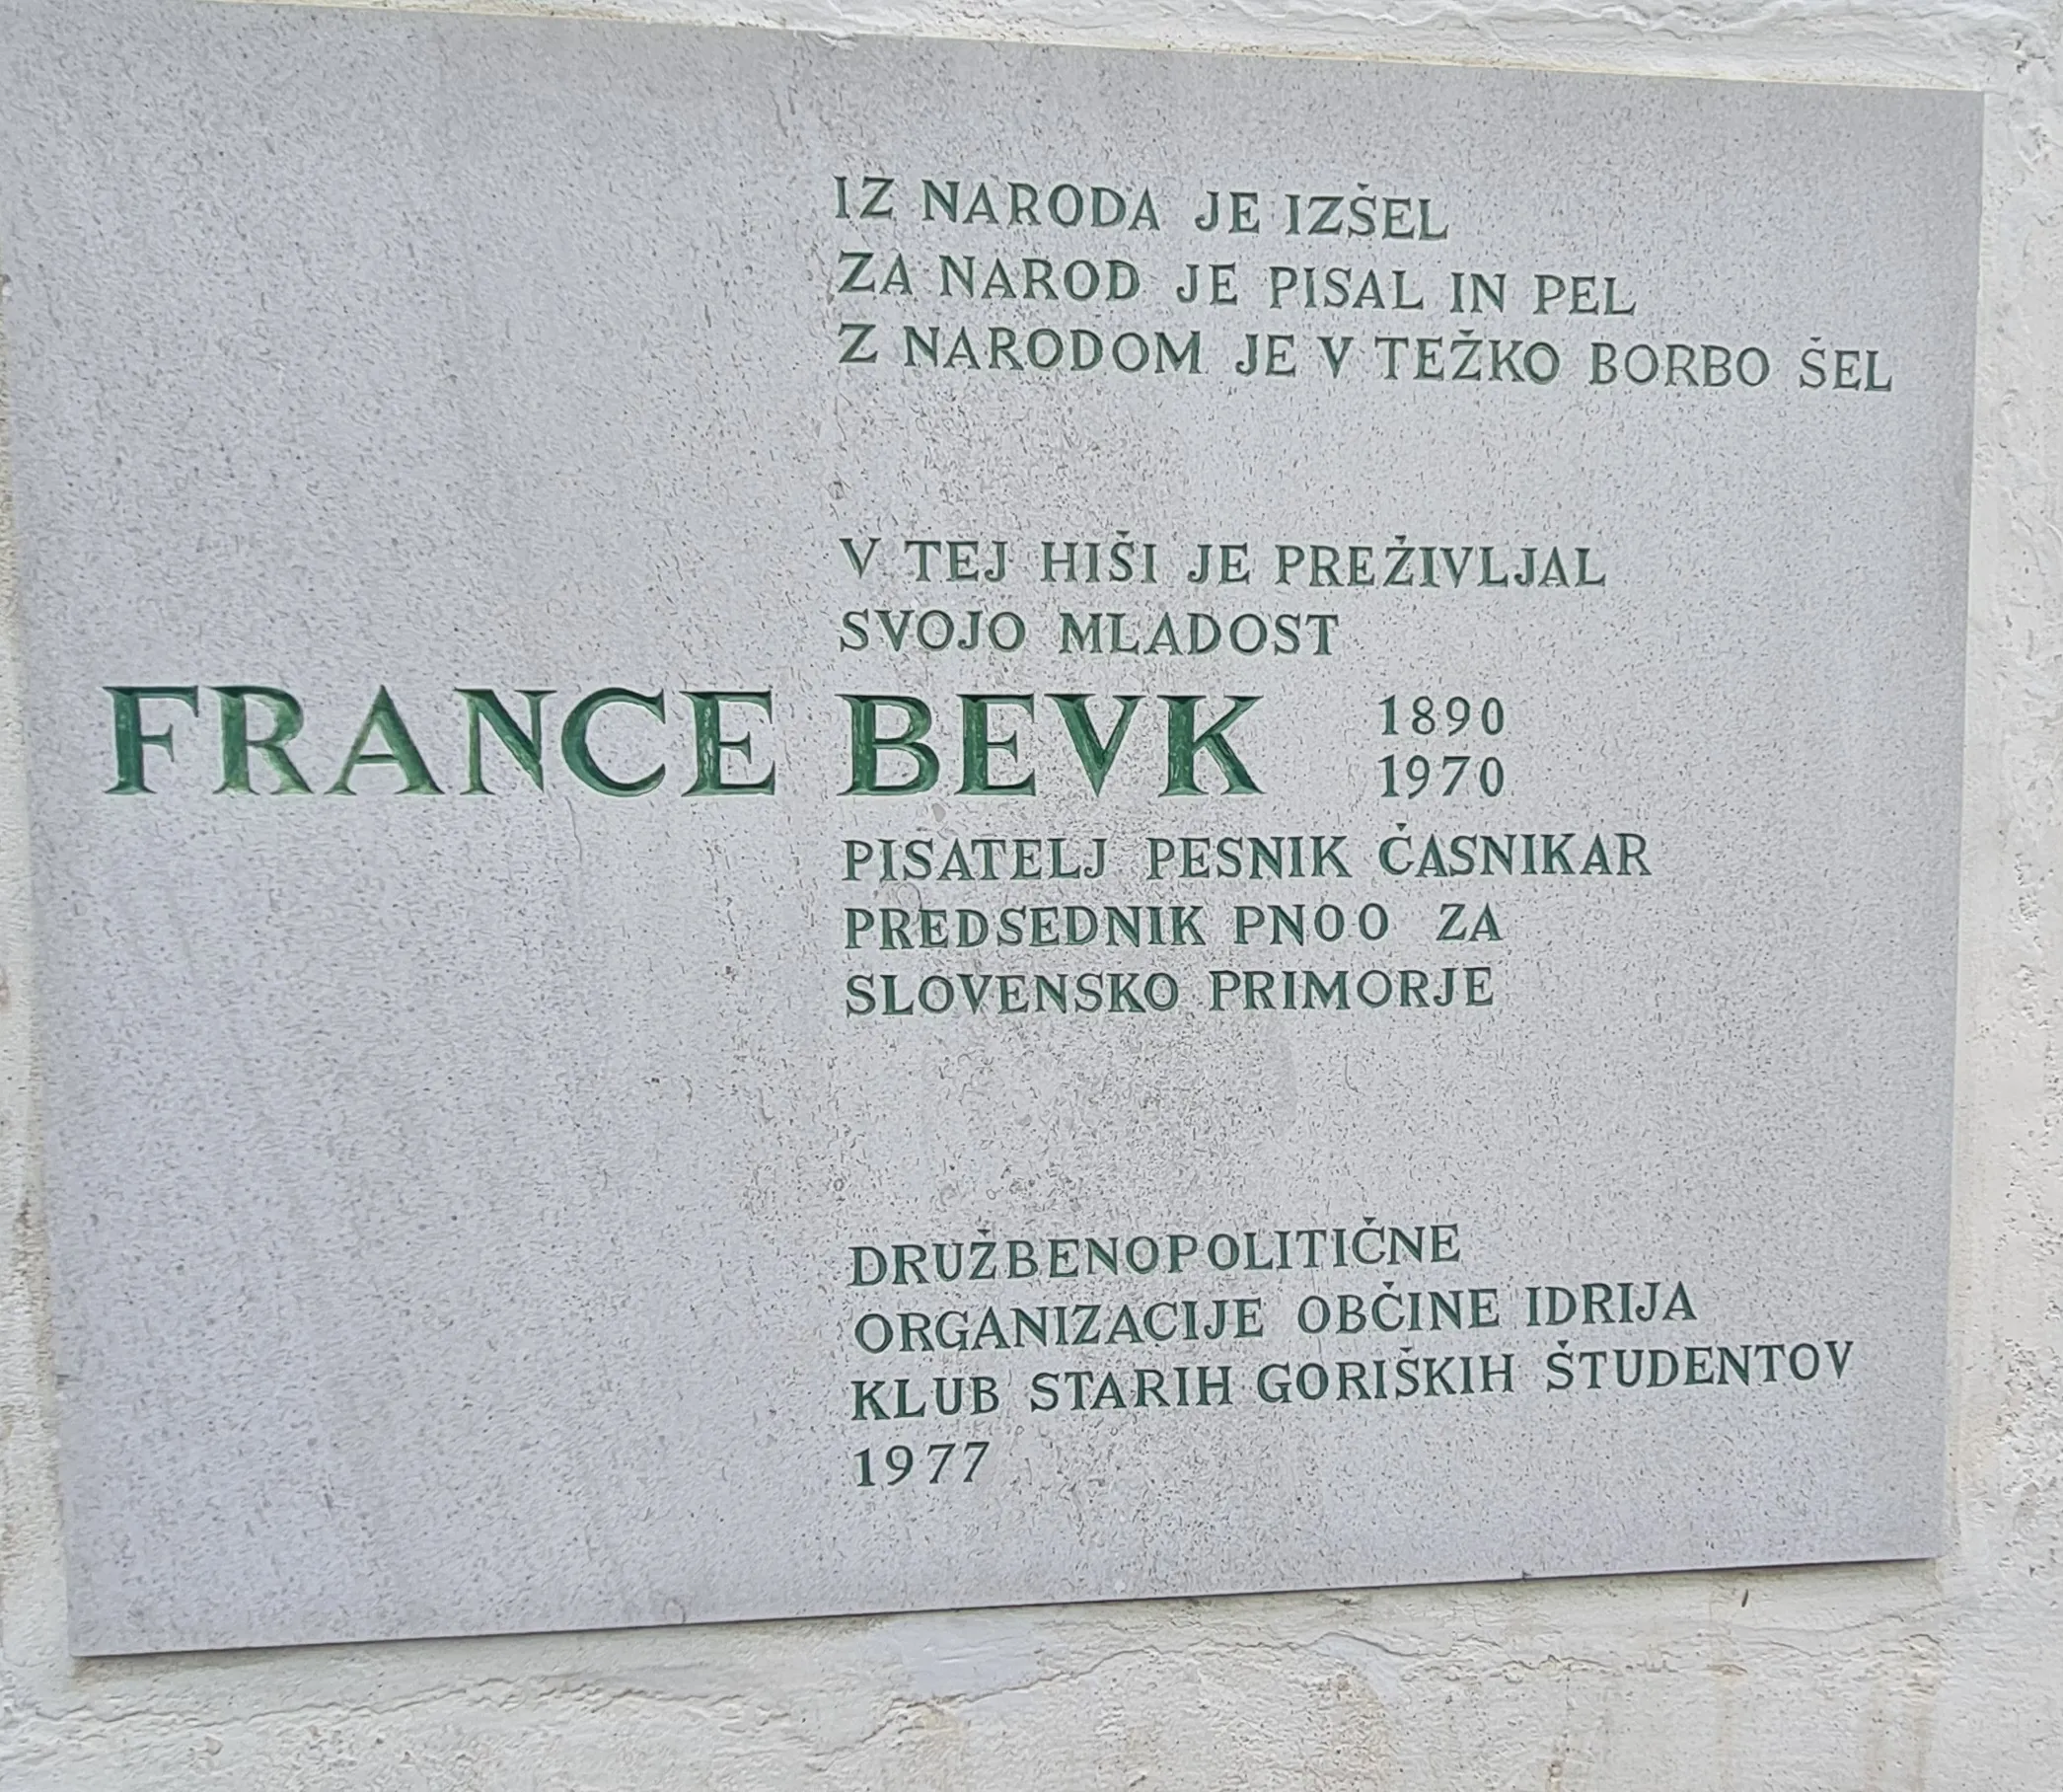 IZ NARODA JE IZŠEL
ZA NAROD JE PISAL IN PEL
Z NARODOM JE V TEŽKO BORBO ŠEL
V TEJ HIŠI JE PREŽIVLJAL
SVOJO MLADOST
FRANCE BEVK 1890
1970
PISATELJ PESNIK ČASNIKAR
PREDSEDNIK PNOO ZA
SLOVENSKO PRIMORJE
DRUŽBENOPOLITIČNE
ORGANIZACIJE OBČINE IDRIJA
KLUB STARIH GORIŠKIH ŠTUDENTOV
1977